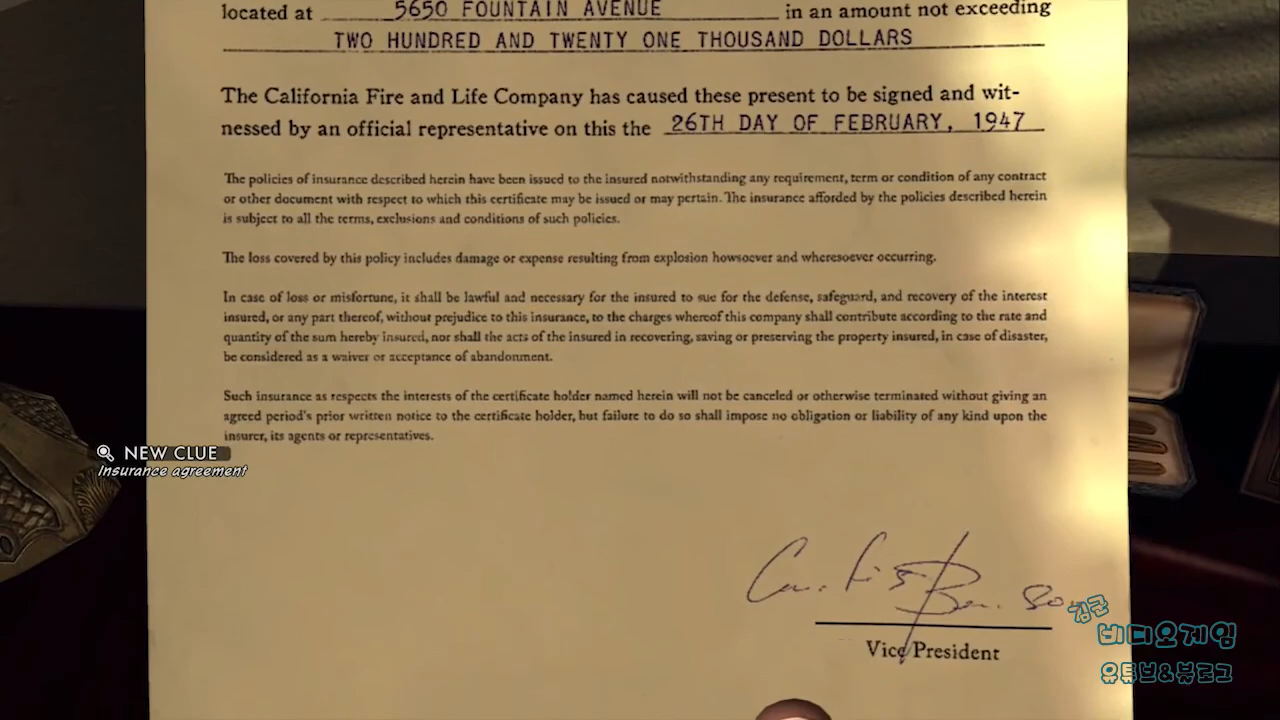 located at 5650 FOUNTAIN AVENUE in an amount not exceeding
TWO HUNDRED AND TWENTY ONE THOUSAND DOLLARS
The California Fire and Life Company has caused these present to be signed and wit-
nessed by an official representative on this the 26TH DAY OF FEBRUARY, 1947
The policies of insurance described herein have been issued to the insured notwithstanding any requirement, term or condition of any contract
or other document with respect to which this certificate may be issued or may pertain. The insurance afforded by the policies described herein
is subject to all the terms, exclusions and conditions of such policies.
The loss covered by this policy includes damage or expense resulting from explosion howsoever and wheresoever occurring.
In case of loss or misfortune, it shall be lawful and necessary for the insured to sue for the defense, safeguard, and recovery of the interest
insured, or any part thereof, without prejudice to this insurance, to the charges whereof this company shall contribute according to the rate and
quantity of the sum hereby insured, nor shall the acts of the insured in recovering, saving or preserving the property insured, in case of disaster,
be considered as a waiver or acceptance of abandonment.
Such insurance as respects the interests of the certificate holder named herein will not be canceled or otherwise terminated without giving an
agreed period's prior written notice to the certificate holder, but failure to do so shall impose no obligation or liability of any kind upon the
insurer, its agents or representatives.
NEW CLUE
Insurance agreement
Vice President
김군
비디오게임
유튜브&블로그